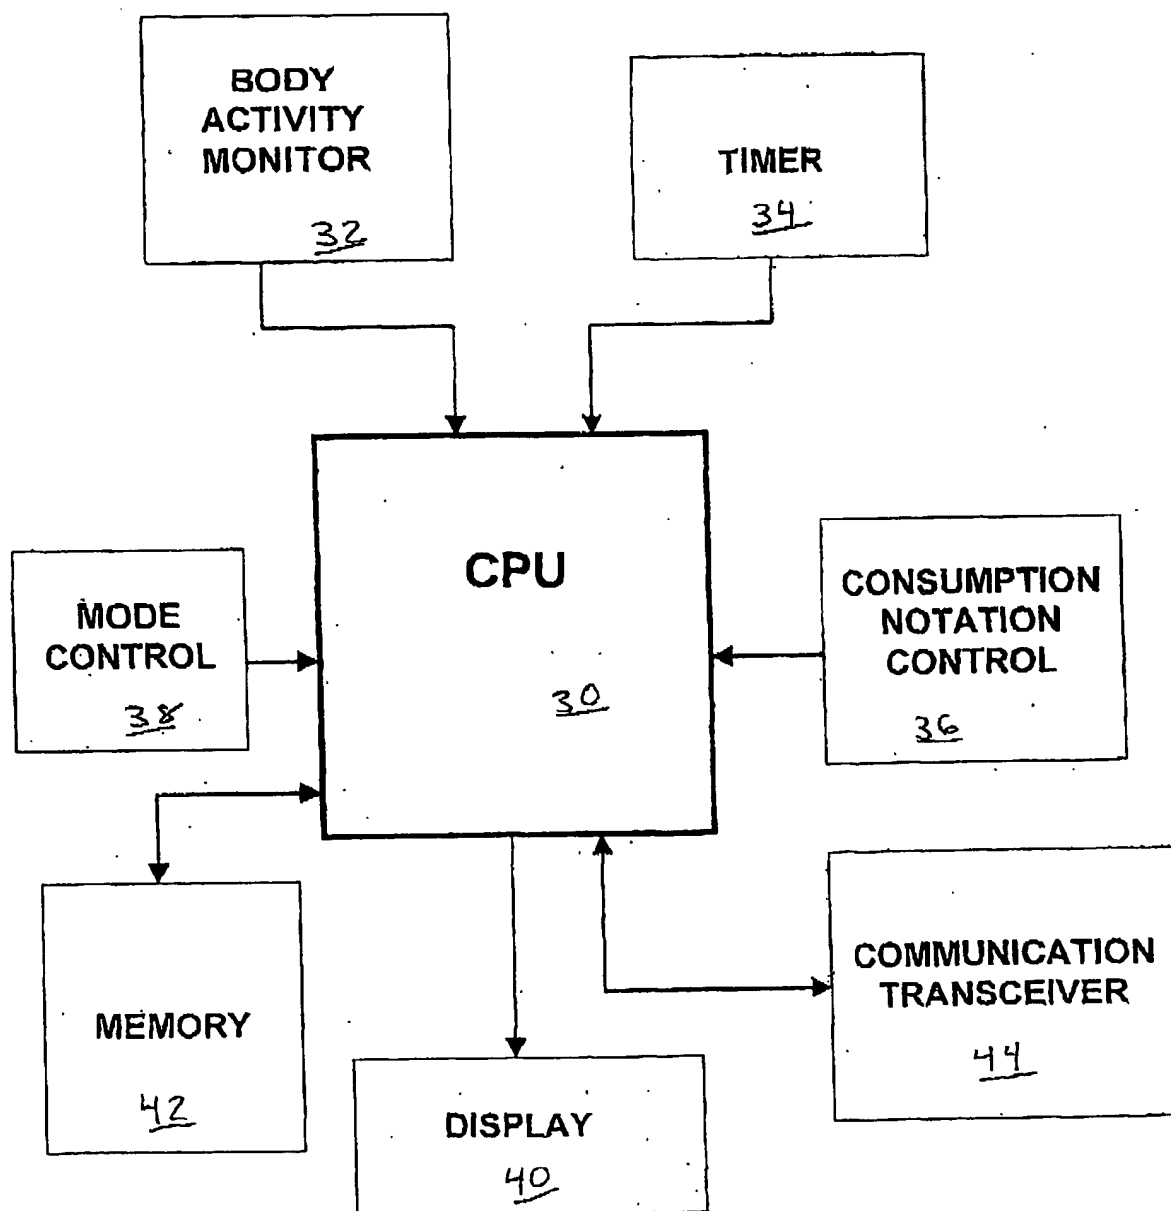 BODY
ACTIVITY
MONITOR
32
TIMER
34
CPU
30
MODE
CONTROL
38
CONSUMPTION
NOTATION
CONTROL
36
MEMORY
42
DISPLAY
40
COMMUNICATION
TRANSCEIVER
44